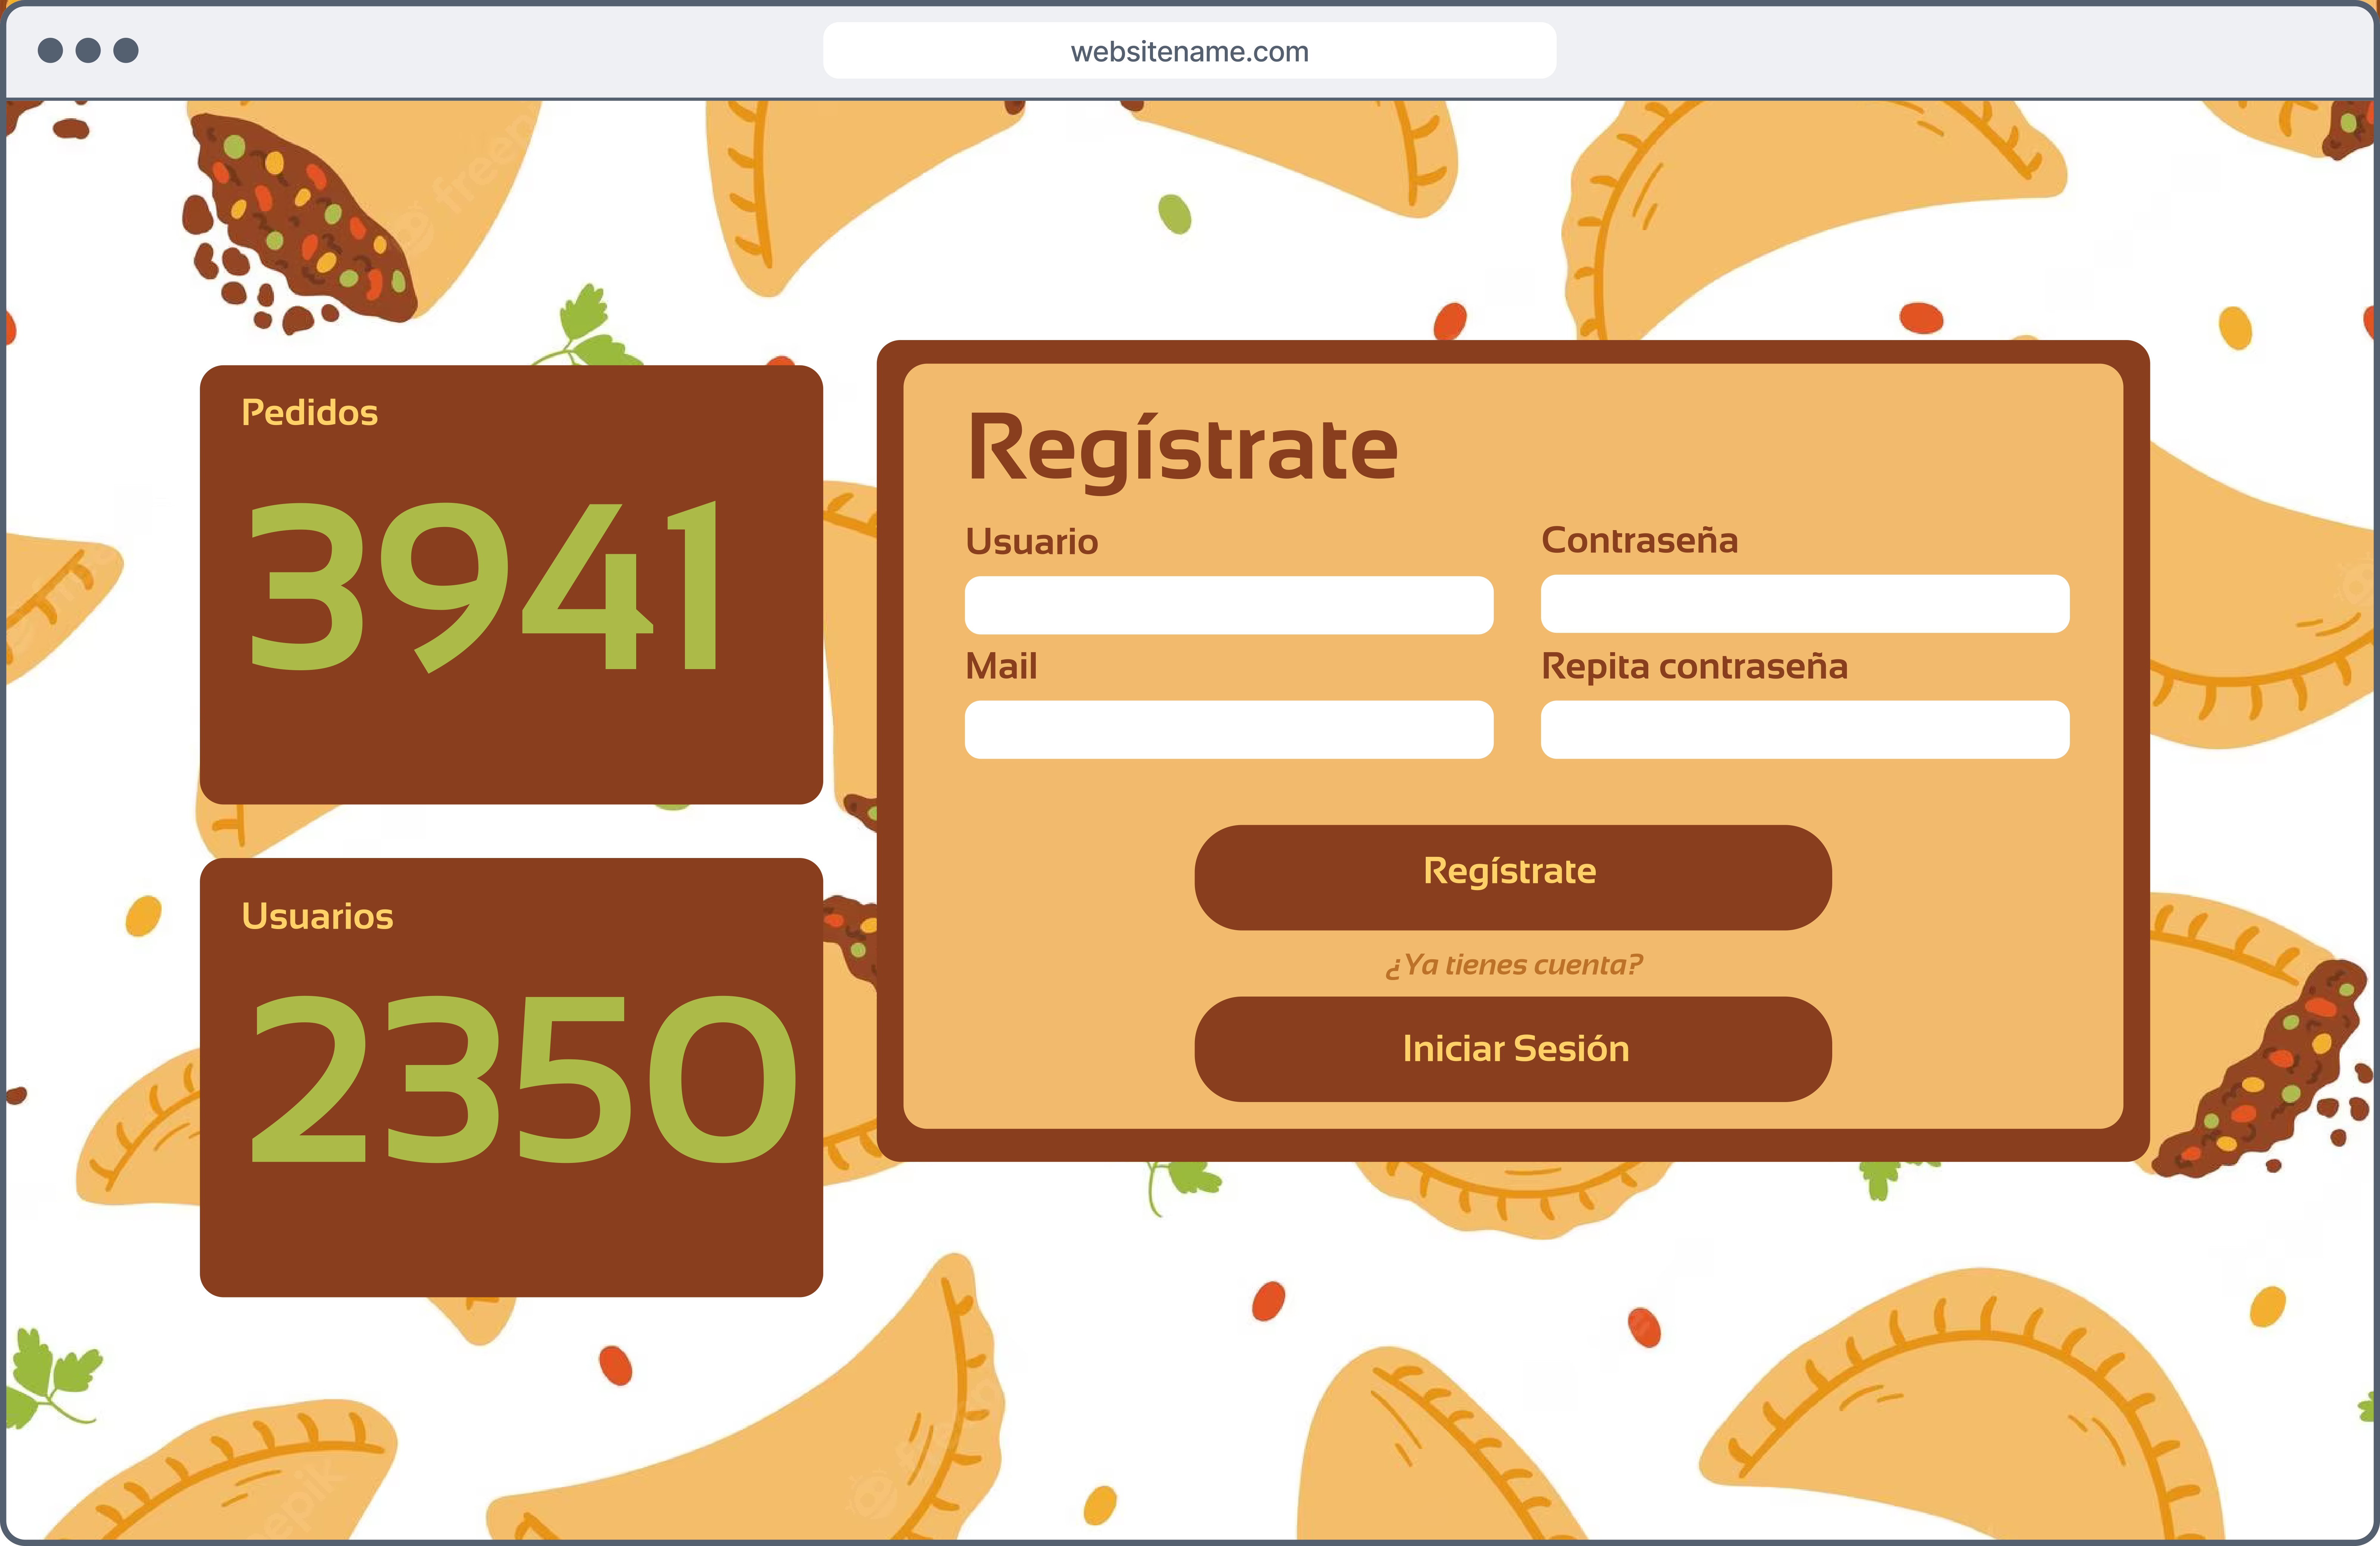 websitename.com
Pedidos
3941
Usuarios
2350
Regístrate
Usuario
Contraseña
Mail
Repita contraseña
Regístrate
¿Ya tienes cuenta?
Iniciar Sesión